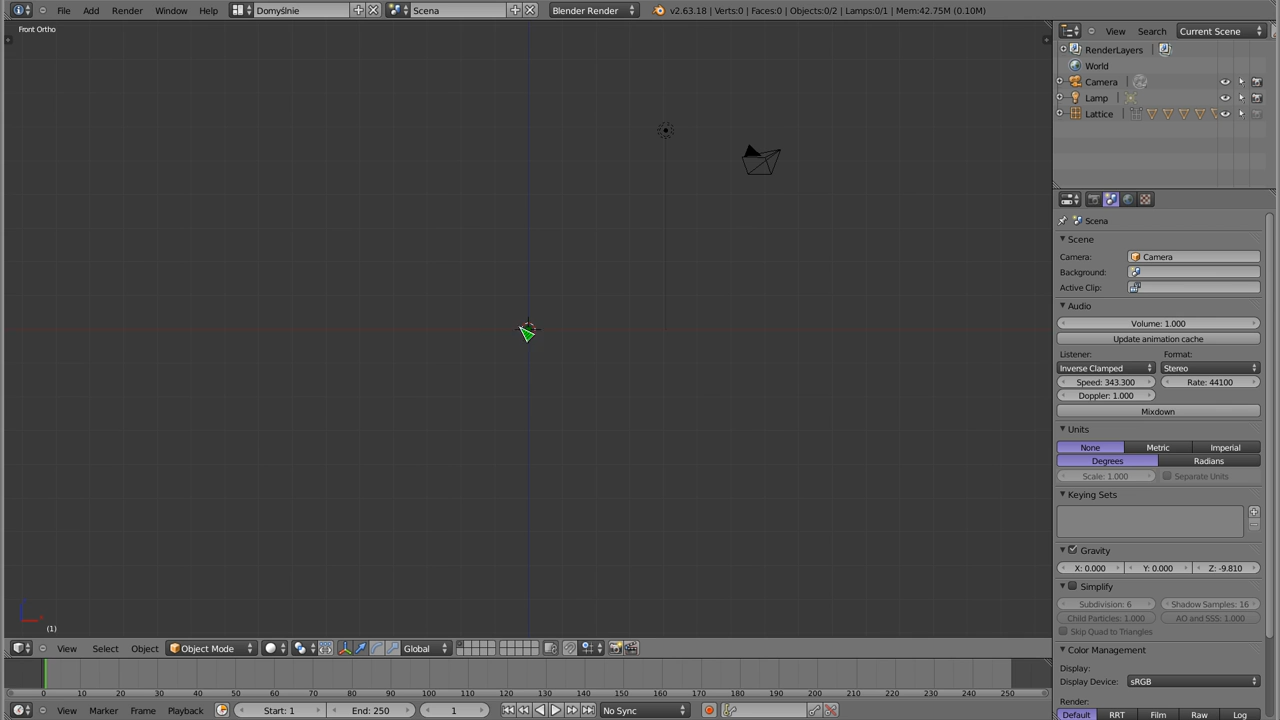 File Add Render Window Help Domyślnie Scena Blender Render v2.63.18 | Verts:0 | Faces:0 | Objects:0/2 | Lamps:0/1 | Mem:42.75M (0.10M)
Front Ortho
View Search Current Scene
RenderLayers
World
Camera
Lamp
Lattice
Scena
Scene
Camera: Camera
Background:
Active Clip:
Audio
Volume: 1.000
Update animation cache
Listener: Format:
Inverse Clamped Stereo
Speed: 343.300 Rate: 44100
Doppler: 1.000
Mixdown
Units
None Metric Imperial
Degrees Radians
Scale: 1.000 Separate Units
Keying Sets
Gravity
X: 0.000 Y: 0.000 Z: -9.810
Simplify
Subdivision: 6 Shadow Samples: 16
Child Particles: 1.000 AO and SSS: 1.000
Skip Quad to Triangles
Color Management
Display:
Display Device: sRGB
Render:
Default RRT Film Raw Log
(1)
View Select Object Object Mode Global
0 10 20 30 40 50 60 70 80 90 100 110 120 130 140 150 160 170 180 190 200 210 220 230 240 250
View Marker Frame Playback Start: 1 End: 250 1 No Sync